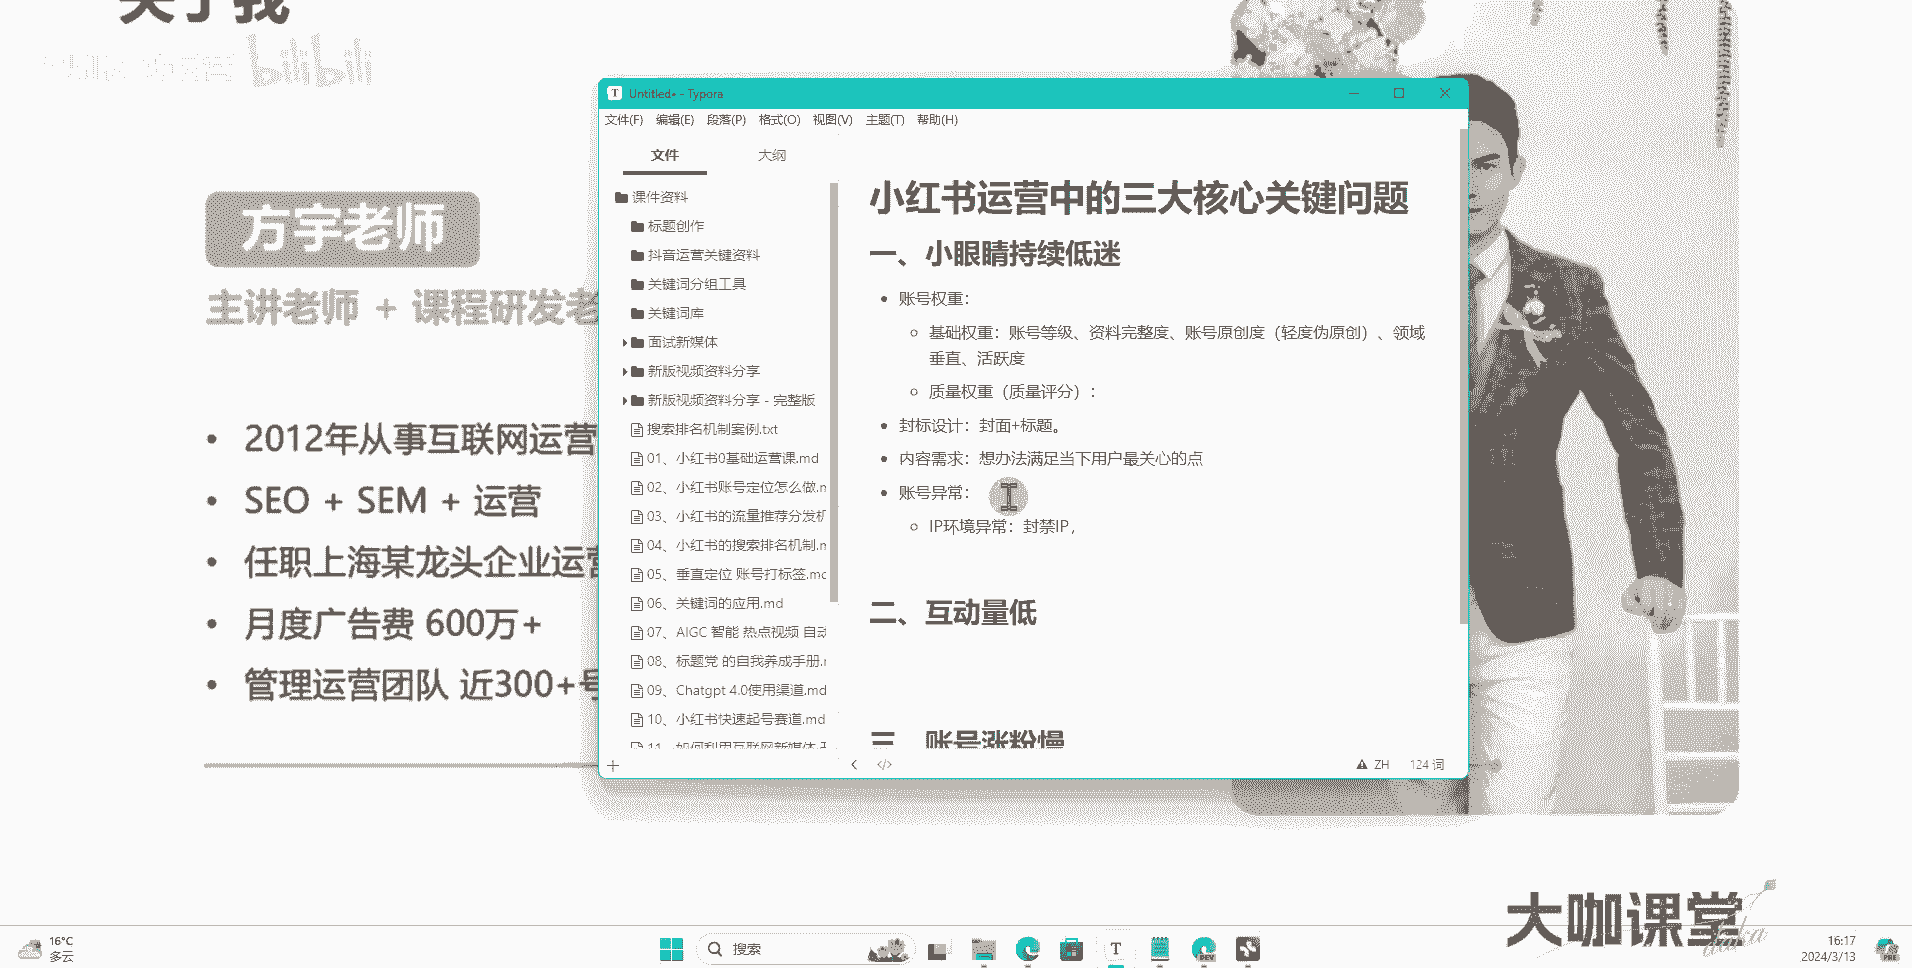 关于我
bilibili
方宇老师
主讲老师 + 课程研发老
2012年从事互联网运营
SEO + SEM + 运营
任职上海某龙头企业运营
月度广告费 600万+
管理运营团队 近300+号
Untitled• - Typora
文件(F) 编辑(E) 段落(P) 格式(O) 视图(V) 主题(T) 帮助(H)
文件 大纲
课件资料
标题创作
抖音运营关键资料
关键词分组工具
关键词库
面试新媒体
新版视频资料分享
新版视频资料分享 - 完整版
搜索排名机制案例.txt
01、小红书0基础运营课.md
02、小红书账号定位怎么做.m
03、小红书的流量推荐分发机
04、小红书的搜索排名机制.m
05、垂直定位 账号打标签.md
06、关键词的应用.md
07、AIGC 智能 热点视频 自动
08、标题党 的自我养成手册.m
09、Chatgpt 4.0使用渠道.md
10、小红书快速起号赛道.md
11、如何利用互联网新媒体
小红书运营中的三大核心关键问题
一、小眼睛持续低迷
账号权重：
基础权重：账号等级、资料完整度、账号原创度（轻度伪原创）、领域
垂直、活跃度
质量权重（质量评分）：
封标设计：封面+标题。
内容需求：想办法满足当下用户最关心的点
账号异常：
IP环境异常：封禁IP，
二、互动量低
三、账号涨粉慢
ZH 124 词
大咖课堂
daka
16°C
多云
搜索
T
DEV
16:17
2024/3/13
PRE